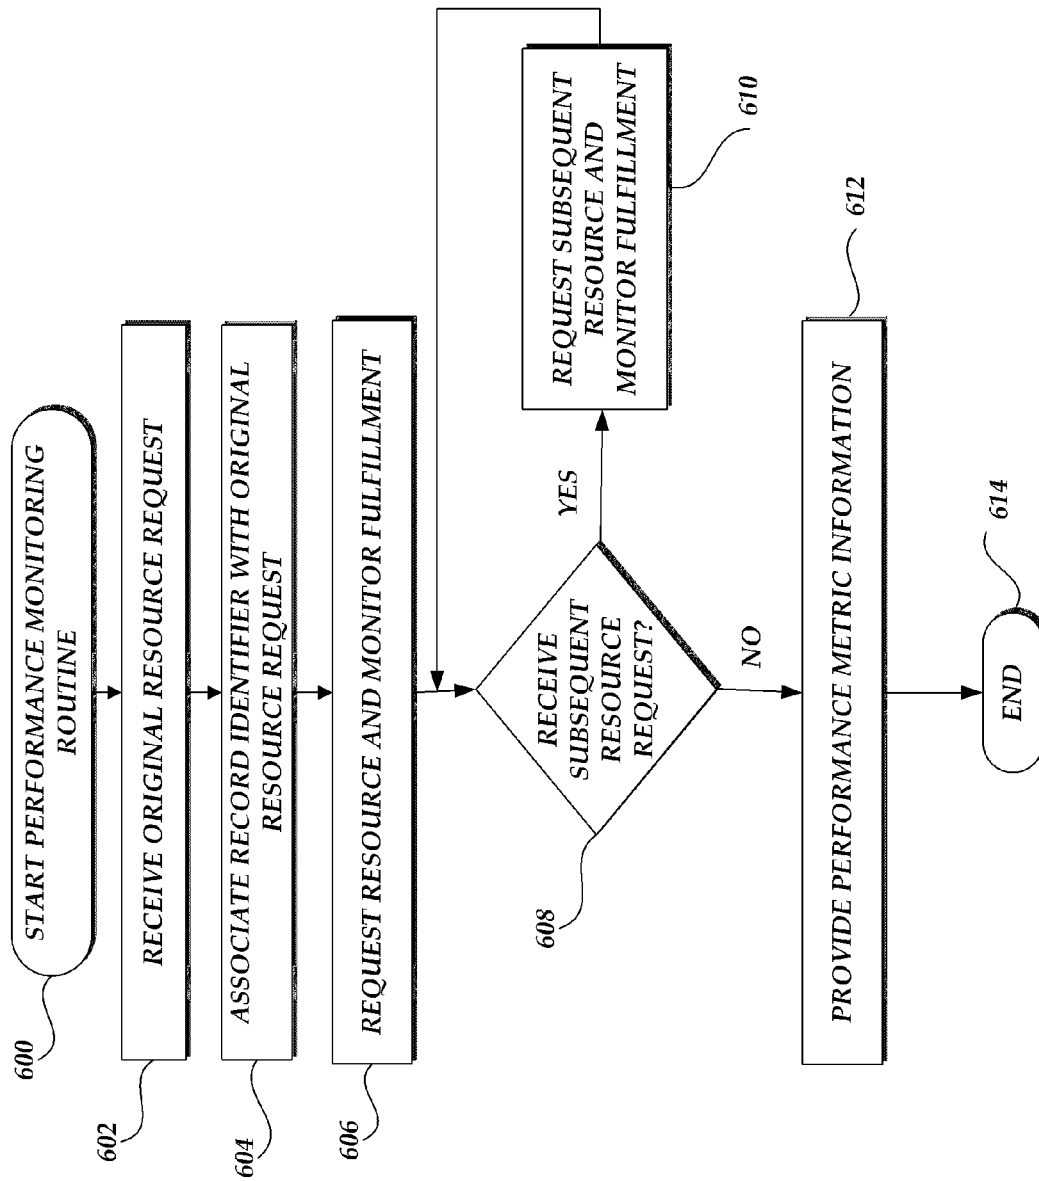 START PERFORMANCE MONITORING
ROUTINE
600
RECEIVE ORIGINAL RESOURCE REQUEST
602
ASSOCIATE RECORD IDENTIFIER WITH ORIGINAL
RESOURCE REQUEST
604
REQUEST RESOURCE AND MONITOR FULFILLMENT
606
RECEIVE
SUBSEQUENT
RESOURCE
REQUEST?
608
YES
REQUEST SUBSEQUENT
RESOURCE AND
MONITOR FULFILLMENT
610
NO
PROVIDE PERFORMANCE METRIC INFORMATION
612
END
614